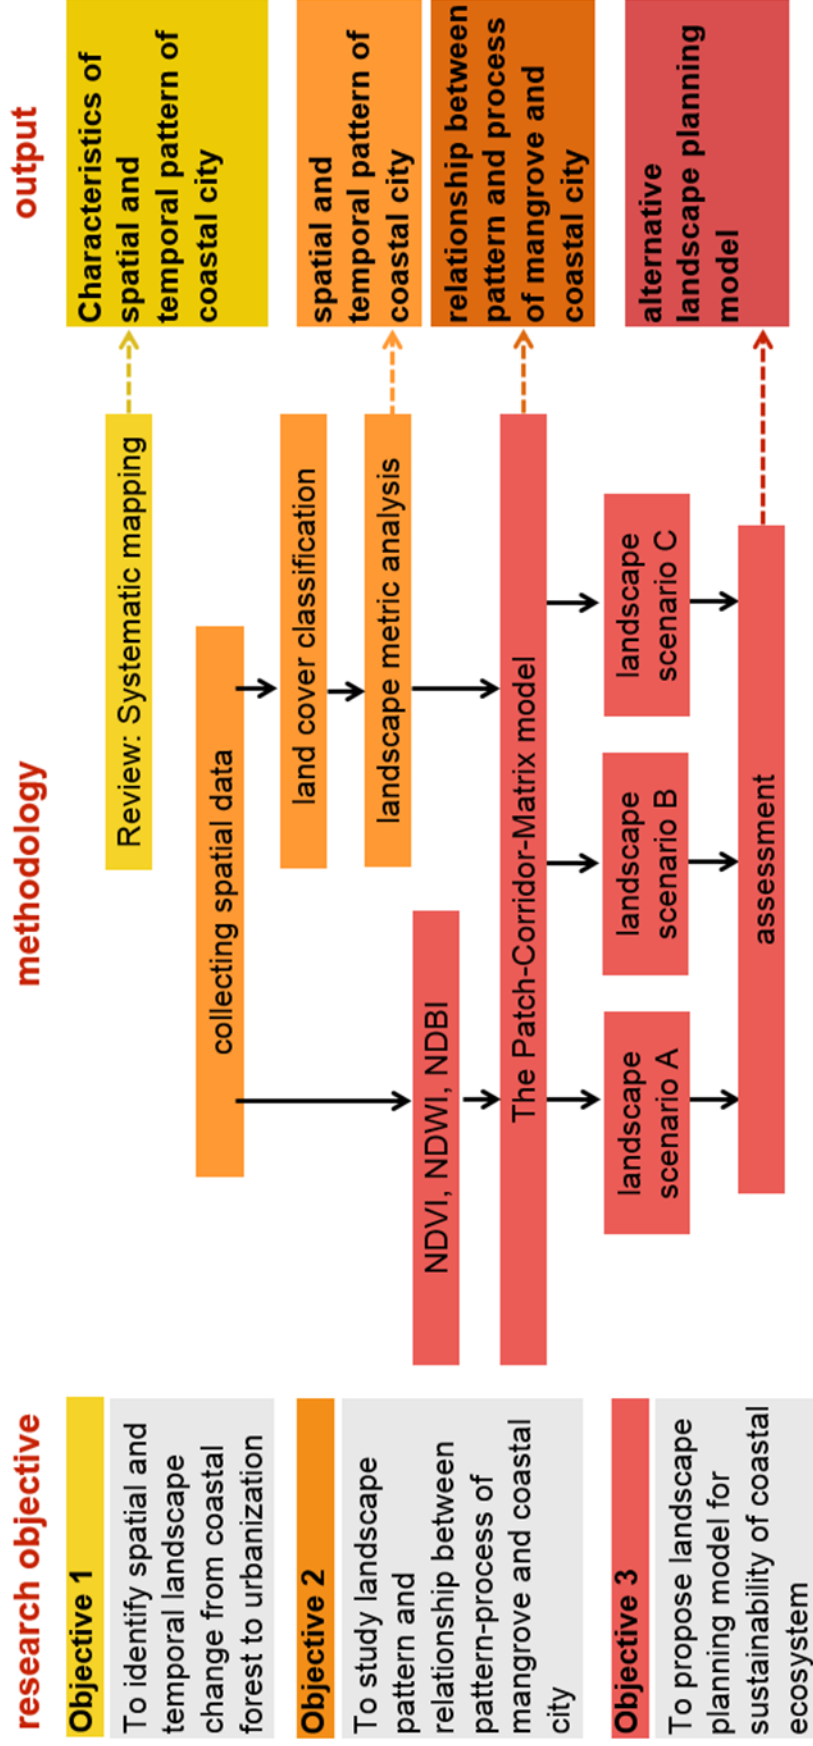 research objective
Objective 1
To identify spatial and
temporal landscape
change from coastal
forest to urbanization
Objective 2
To study landscape
pattern and
relationship between
pattern-process of
mangrove and coastal
city
Objective 3
To propose landscape
planning model for
sustainability of coastal
ecosystem
methodology
Review: Systematic mapping
collecting spatial data
land cover classification
landscape metric analysis
NDVI, NDWI, NDBI
The Patch-Corridor-Matrix model
landscape
scenario A
landscape
scenario B
landscape
scenario C
assessment
output
Characteristics of
spatial and
temporal pattern of
coastal city
spatial and
temporal pattern of
coastal city
relationship between
pattern and process
of mangrove and
coastal city
alternative
landscape planning
model